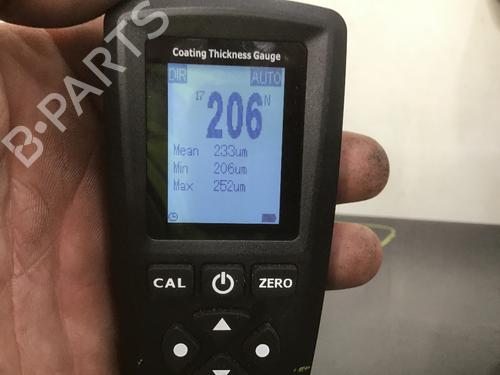 B-PARTS
Coating Thickness Gauge
DIR AUTO
17 206 N
Mean 233um
Min 206um
Max 252um
CAL ZERO